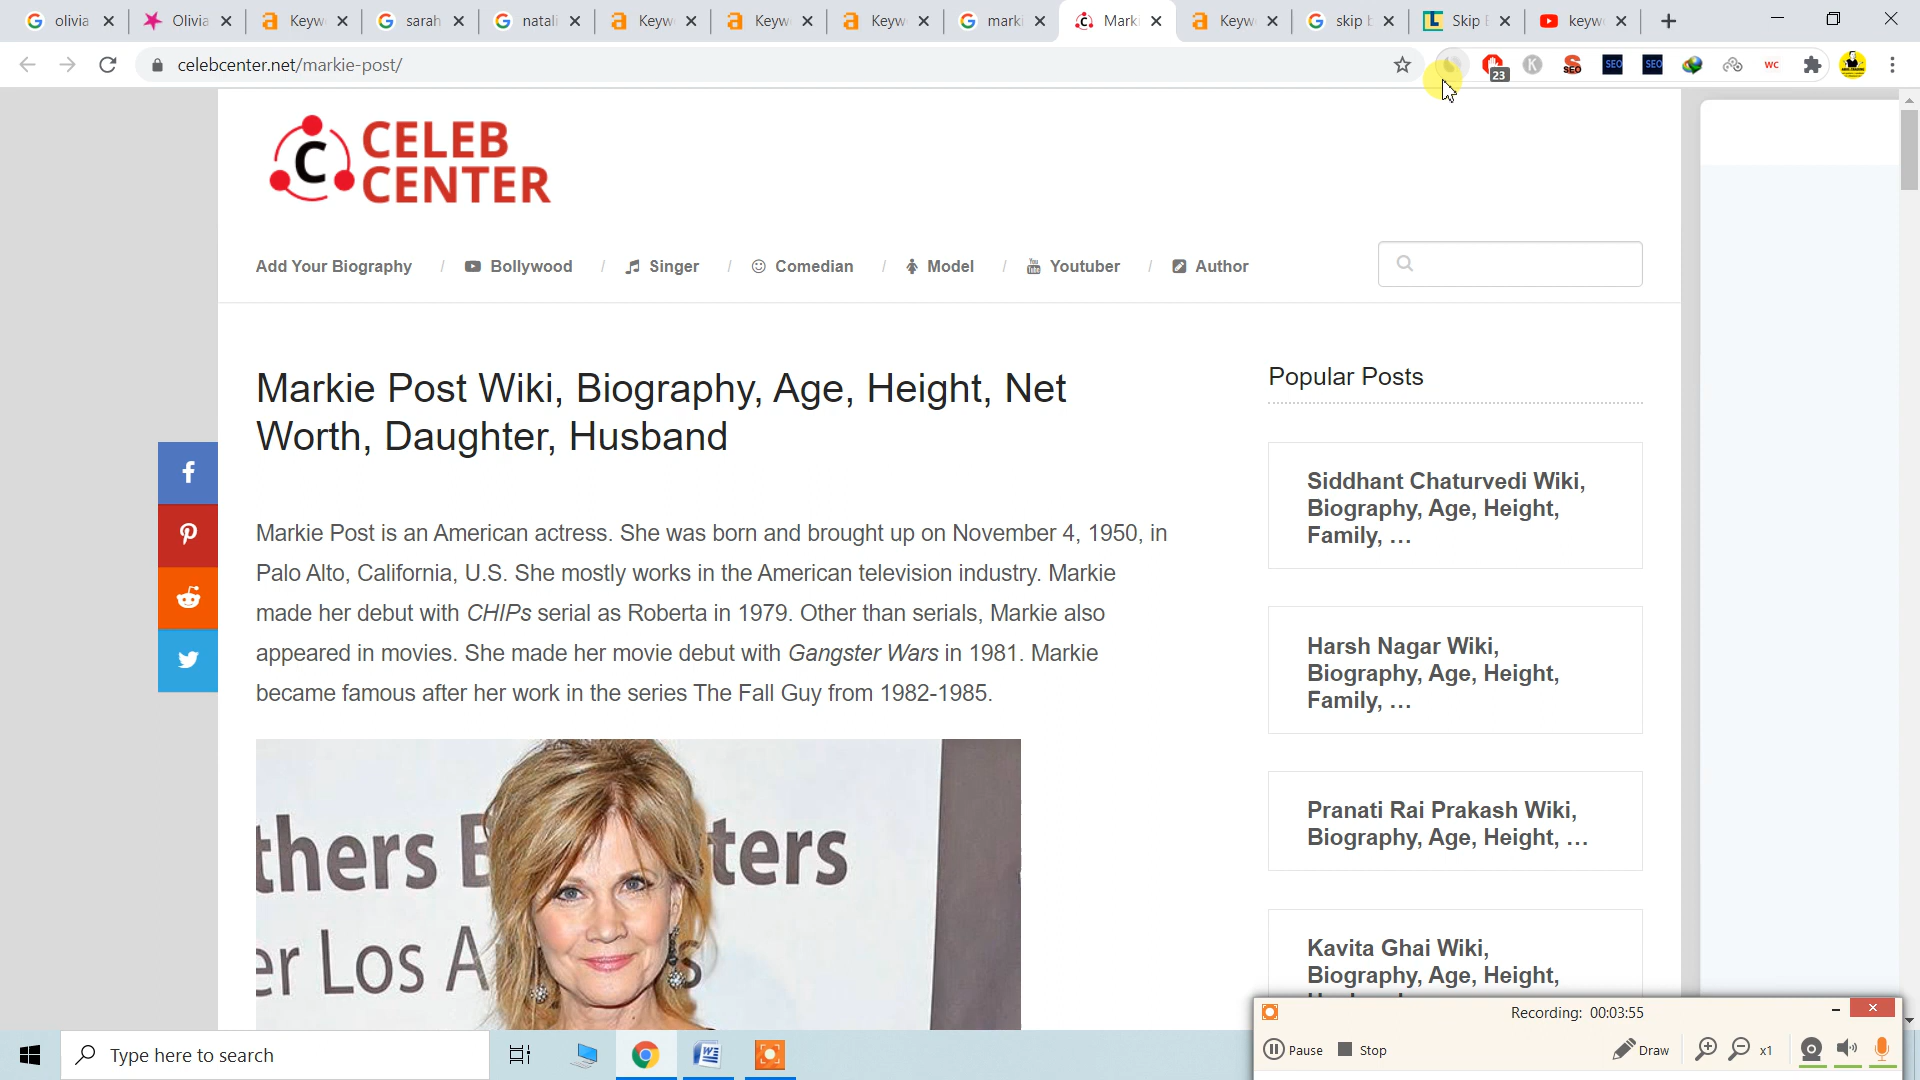 olivia
Olivia
Keyw
sarah
natali
Keyw
Keyw
Keyw
marki
Marki
Keyw
skip b
Skip
keyw
celebcenter.net/markie-post/
23
K
SEO
SEO
SEO
WC
C
CELEB
CENTER
Add Your Biography / Bollywood / Singer / Comedian / Model / Youtuber / Author
Markie Post Wiki, Biography, Age, Height, Net
Worth, Daughter, Husband
Popular Posts
Siddhant Chaturvedi Wiki,
Biography, Age, Height,
Family, ...
Markie Post is an American actress. She was born and brought up on November 4, 1950, in
Palo Alto, California, U.S. She mostly works in the American television industry. Markie
made her debut with CHIPs serial as Roberta in 1979. Other than serials, Markie also
appeared in movies. She made her movie debut with Gangster Wars in 1981. Markie
became famous after her work in the series The Fall Guy from 1982-1985.
Harsh Nagar Wiki,
Biography, Age, Height,
Family, ...
Pranati Rai Prakash Wiki,
Biography, Age, Height, ...
Kavita Ghai Wiki,
Biography, Age, Height,
thers B ters
er Los A s
Recording: 00:03:55
Pause
Stop
Draw
x1
Type here to search